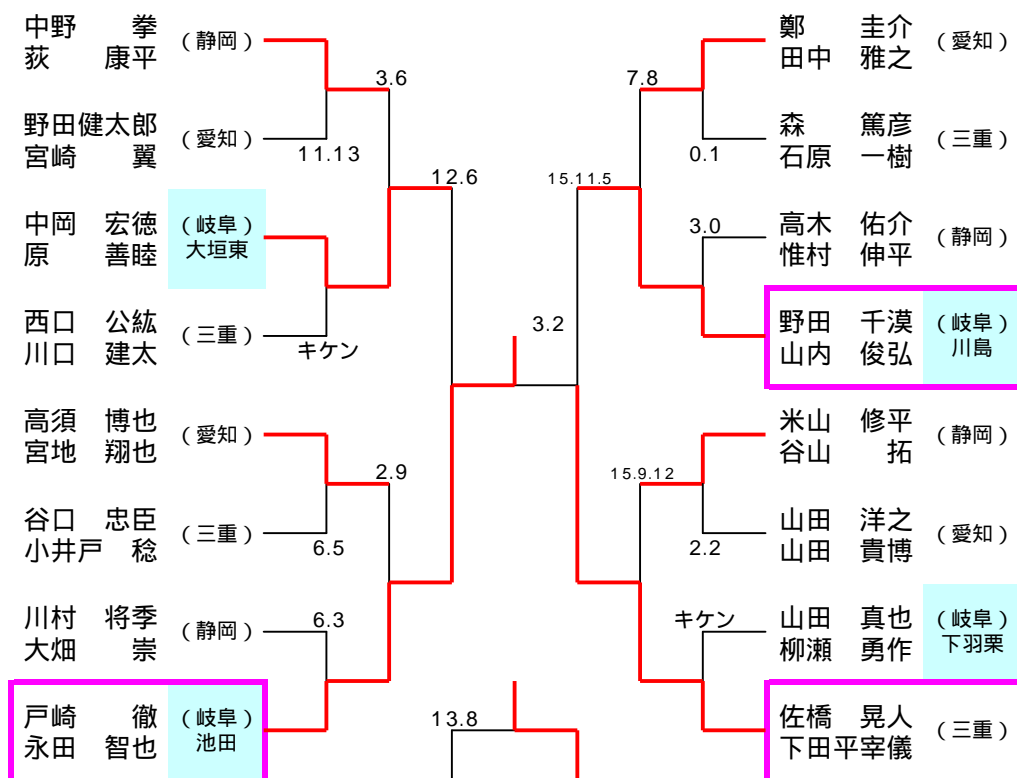 中野 拳
荻 康平
(静岡)
3.6
野田健太郎
宮崎 翼
(愛知)
11.13
12.6
中岡 宏徳
原 善睦
(岐阜)
大垣東
西口 公紘
川口 建太
(三重)
キケン
高須 博也
宮地 翔也
(愛知)
2.9
谷口 忠臣
小井戸 稔
(三重)
6.5
川村 将季
大畑 崇
(静岡)
6.3
戸崎 徹
永田 智也
(岐阜)
池田
3.2
13.8
鄭 圭介
田中 雅之
(愛知)
7.8
森 篤彦
石原 一樹
(三重)
0.1
15.11.5
高木 佑介
惟村 伸平
(静岡)
3.0
野田 千漠
山内 俊弘
(岐阜)
川島
米山 修平
谷山 拓
(静岡)
15.9.12
山田 洋之
山田 貴博
(愛知)
2.2
キケン
山田 真也
柳瀬 勇作
(岐阜)
下羽栗
佐橋 晃人
下田平宰儀
(三重)